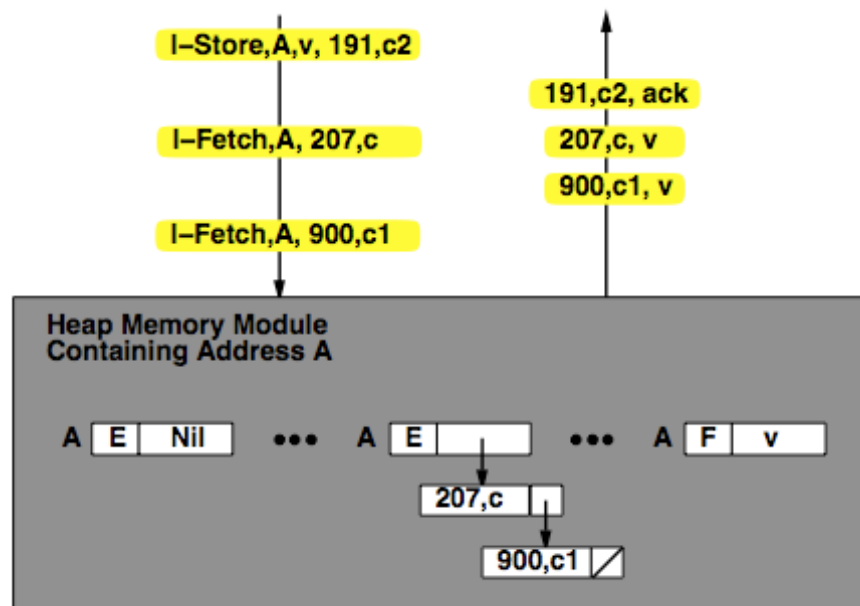 I–Store,A,v, 191,c2
I–Fetch,A, 207,c
I–Fetch,A, 900,c1
191,c2, ack
207,c, v
900,c1, v
Heap Memory Module
Containing Address A
A E Nil ••• A E ••• A F v
207,c
900,c1